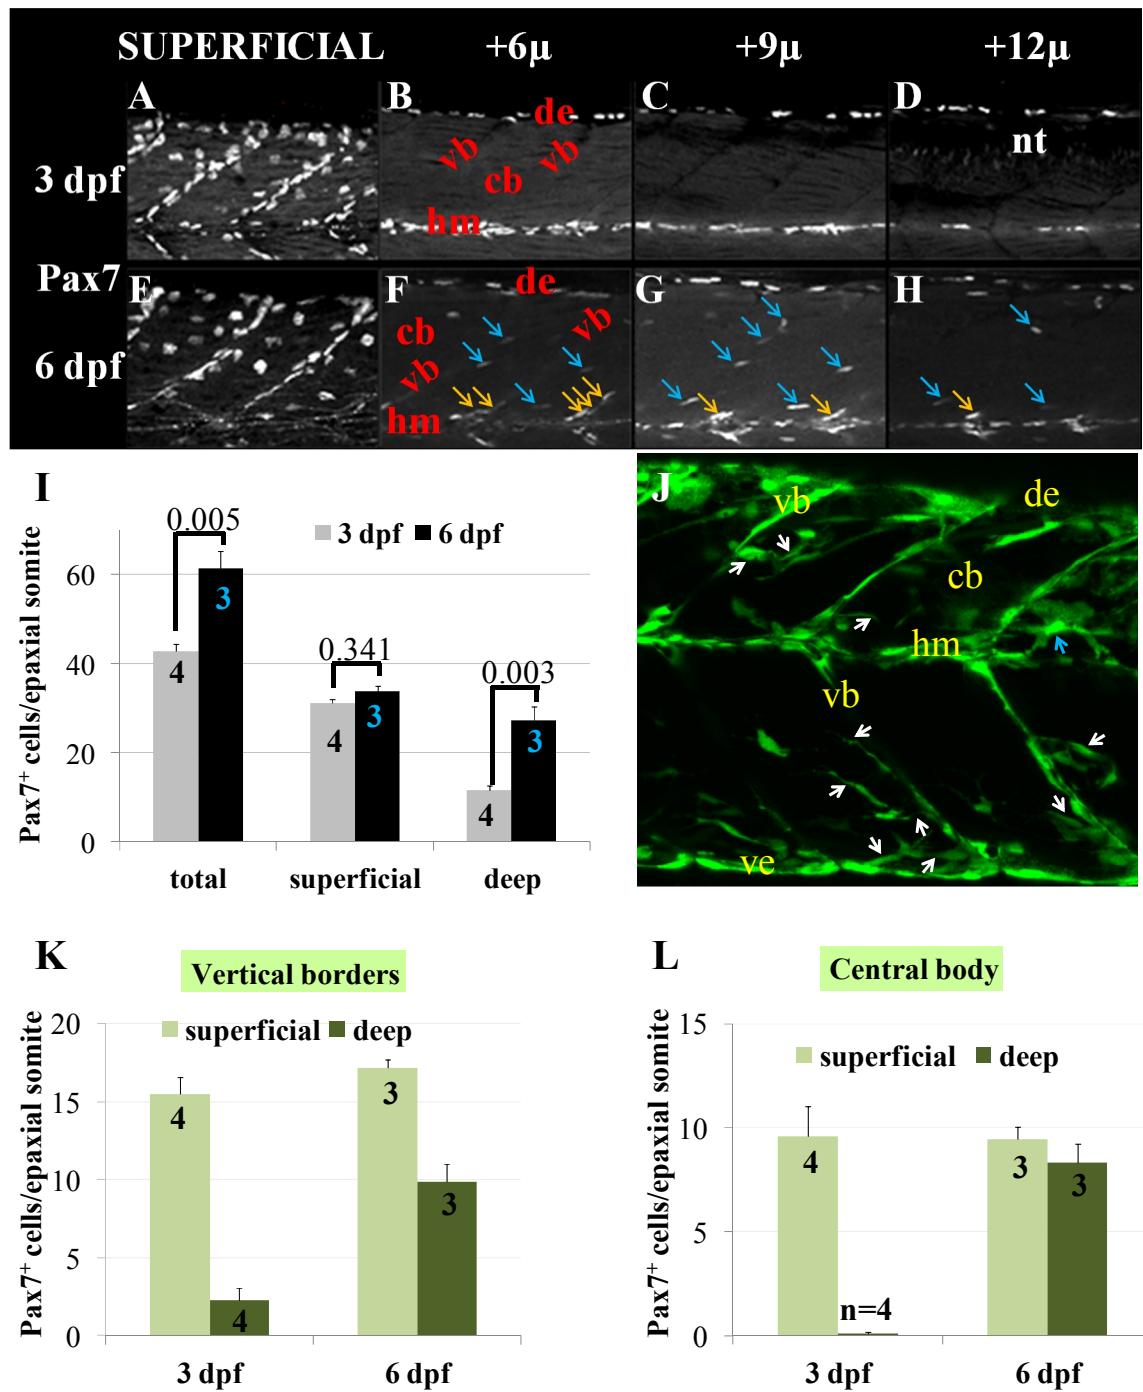 SUPERFICIAL +6μ +9μ +12μ
A B C D
3 dpf
de
vb vb
cb
hm
nt
Pax7
E F G H
6 dpf
de
cb vb
vb
hm
I
Pax7+ cells/epaxial somite
3 dpf 6 dpf
0.005
0.341
0.003
60
40
20
0
4 3
4 3
4 3
total superficial deep
J
vb de
cb
hm
vb
ve
K
Vertical borders
Pax7+ cells/epaxial somite
superficial deep
20
15
10
5
0
4 4 3 3
3 dpf 6 dpf
L
Central body
Pax7+ cells/epaxial somite
superficial deep
15
10
5
0
4 n=4 3 3
3 dpf 6 dpf